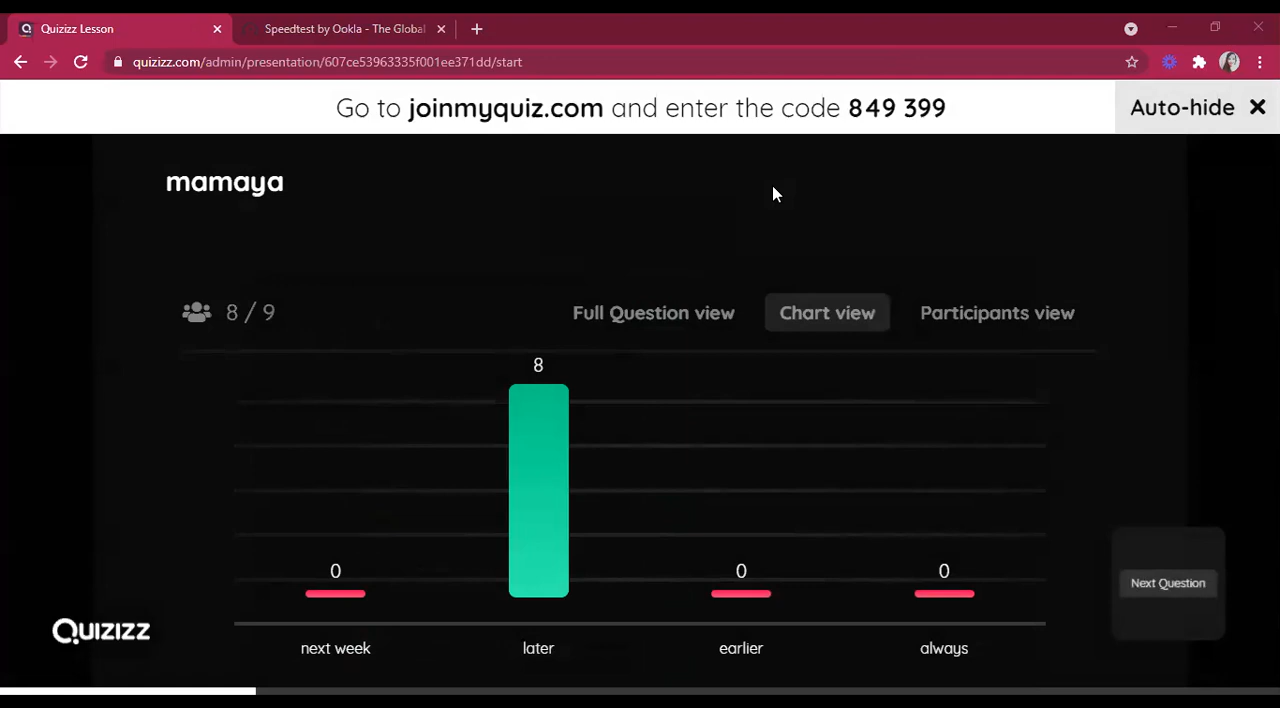 Quizizz Lesson
Speedtest by Ookla - The Global
quizizz.com/admin/presentation/607ce53963335f001ee371dd/start
Go to joinmyquiz.com and enter the code 849 399
Auto-hide
mamaya
8 / 9
Full Question view
Chart view
Participants view
8
0
0
0
Next Question
Quizizz
next week
later
earlier
always